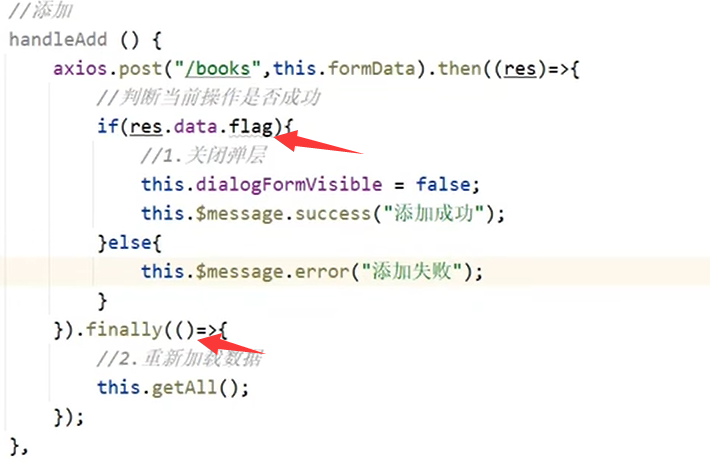 //添加
handleAdd () {
axios.post("/books",this.formData).then((res)=>{
//判断当前操作是否成功
if(res.data.flag){
//1.关闭弹层
this.dialogFormVisible = false;
this.$message.success("添加成功");
}else{
this.$message.error("添加失败");
}
}).finally(()=>{
//2.重新加载数据
this.getAll();
});
},